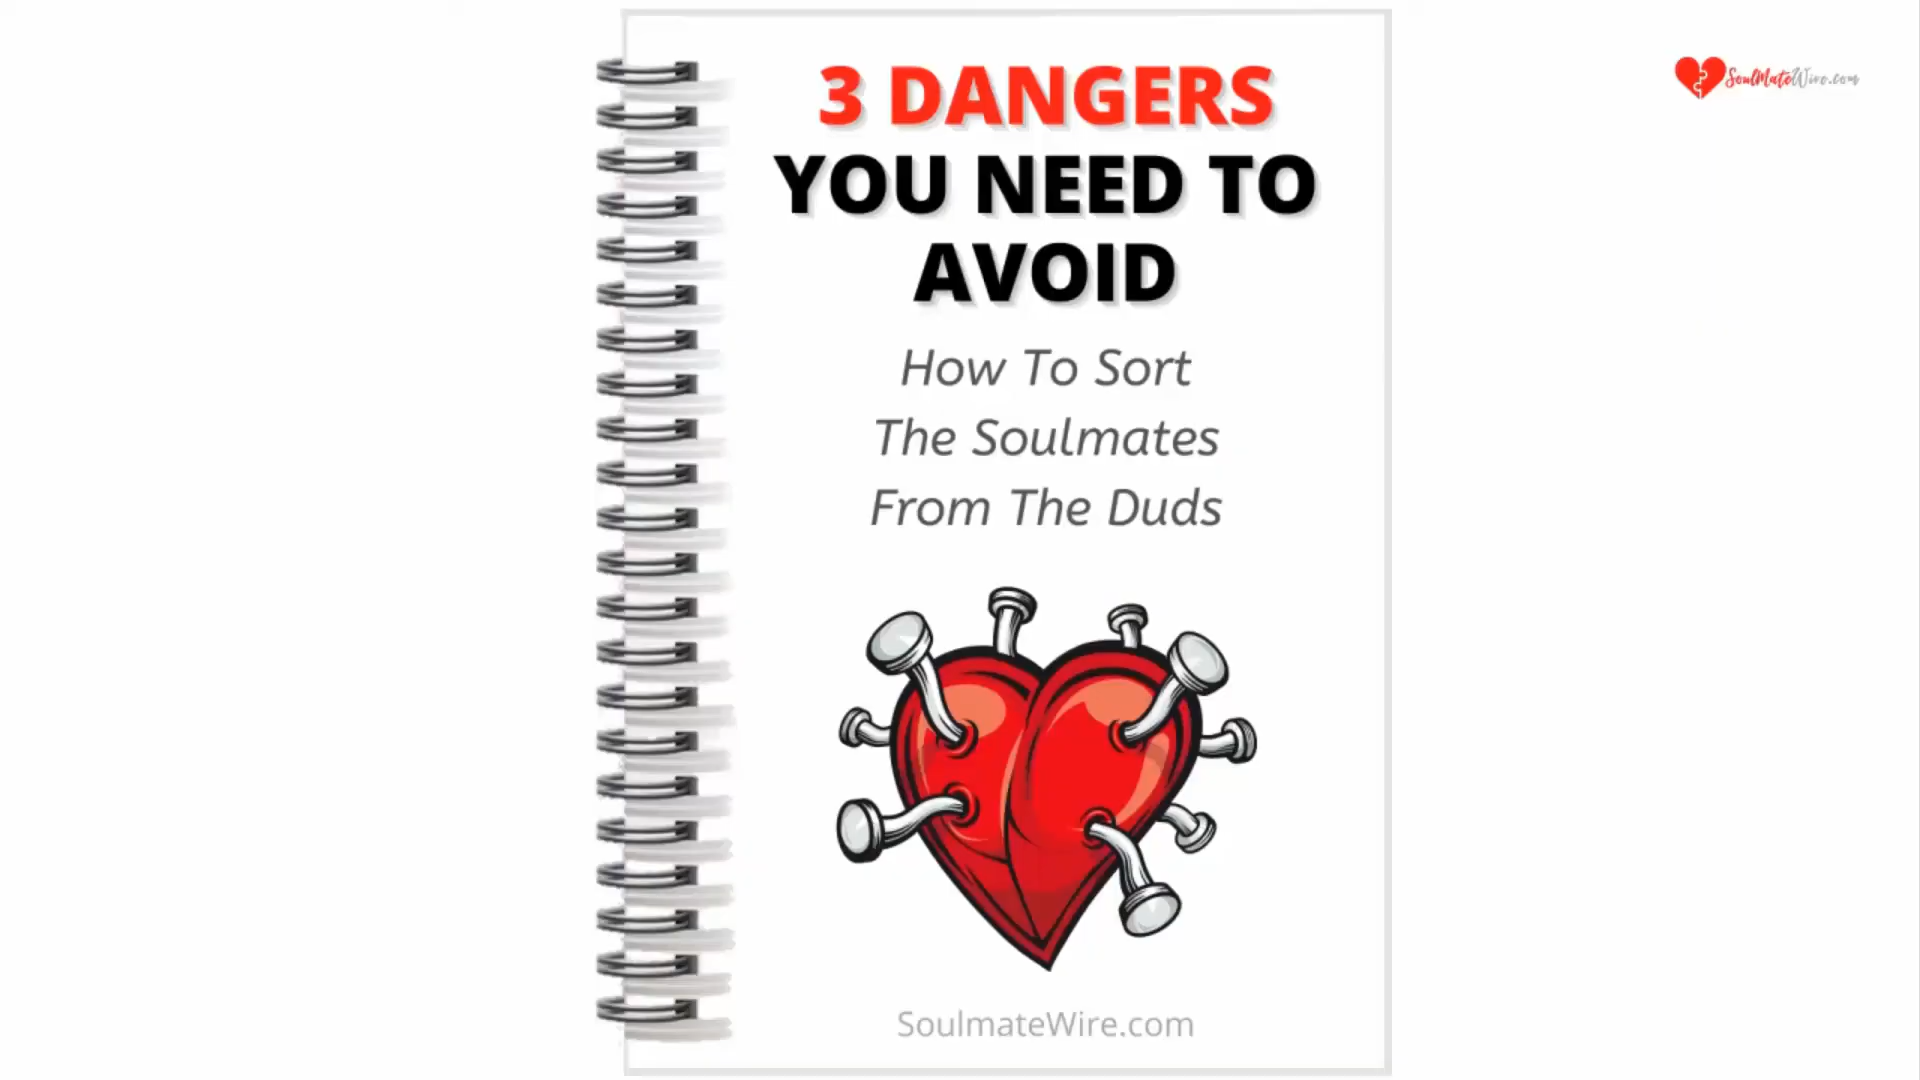 3 DANGERS
YOU NEED TO
AVOID
How To Sort
The Soulmates
From The Duds
SoulmateWire.com
SoulMateWire.com